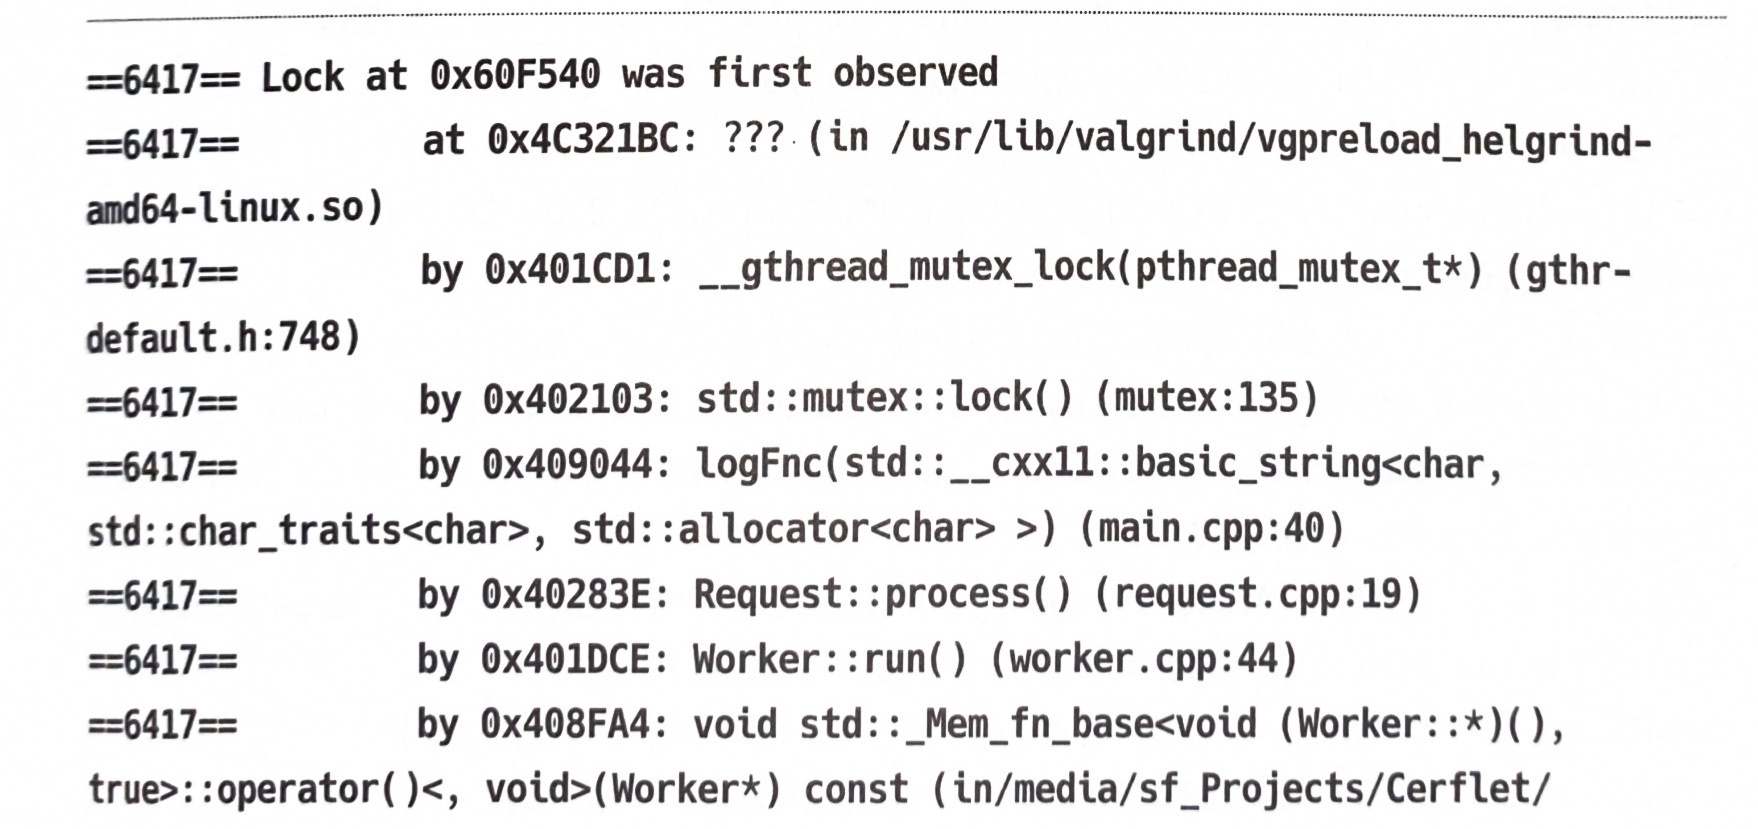 ==6417== Lock at 0x60F540 was first observed
==6417== at 0x4C321BC: ??? (in /usr/lib/valgrind/vgpreload_helgrind-
amd64-linux.so)
==6417== by 0x401CD1: __gthread_mutex_lock(pthread_mutex_t*) (gthr-
default.h:748)
==6417== by 0x402103: std::mutex::lock() (mutex:135)
==6417== by 0x409044: logFnc(std::__cxx11::basic_string<char,
std::char_traits<char>, std::allocator<char> >) (main.cpp:40)
==6417== by 0x40283E: Request::process() (request.cpp:19)
==6417== by 0x401DCE: Worker::run() (worker.cpp:44)
==6417== by 0x408FA4: void std::_Mem_fn_base<void (Worker::*)(),
true>::operator()<, void>(Worker*) const (in/media/sf_Projects/Cerflet/